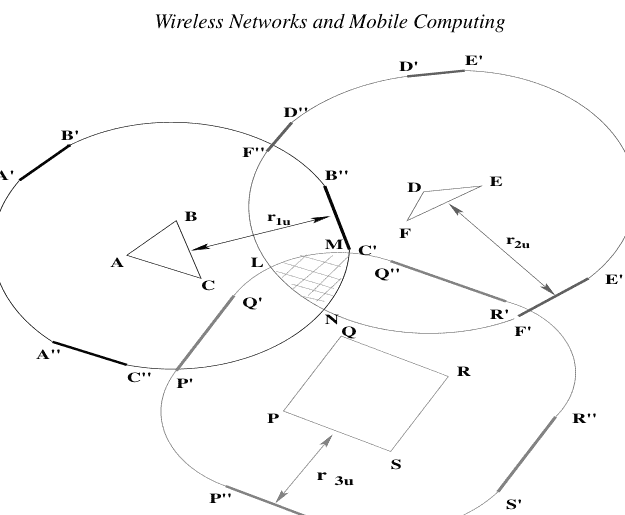 Wireless Networks and Mobile Computing
D' E'
D''
B' F''
A' B''
D E
B r1u F r2u
A L M C'
C Q'' E'
Q' R' F'
N
A'' Q
C'' P' R
P R''
S
r 3u
P'' S'